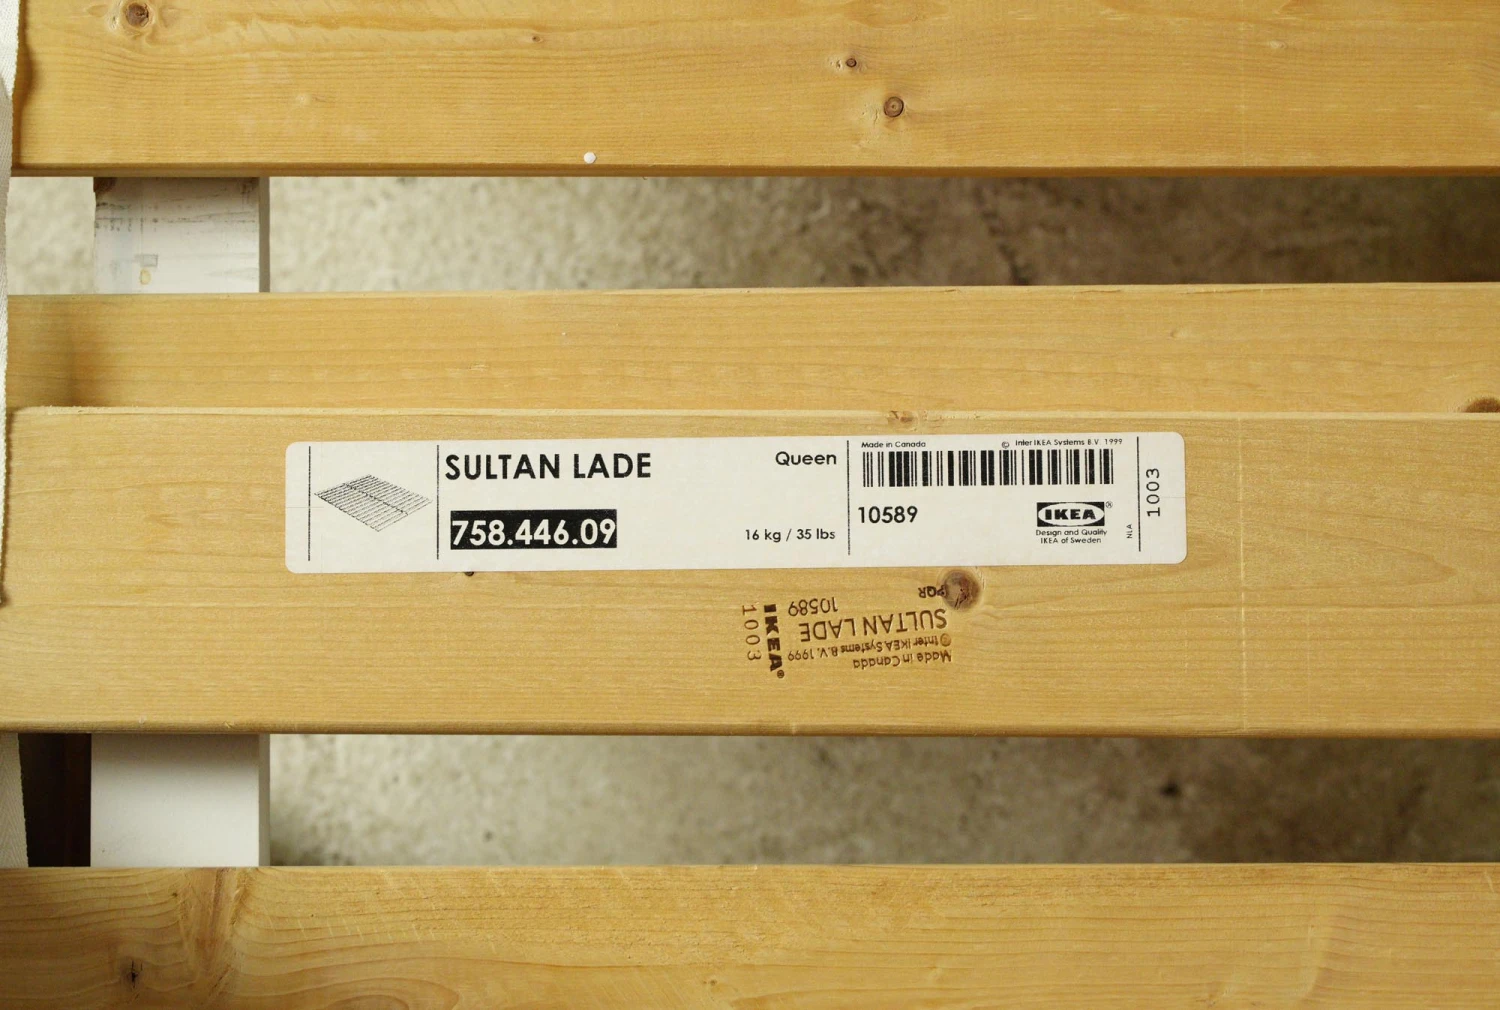 SULTAN LADE
Queen
758.446.09
16 kg / 35 lbs
Made in Canada
© Inter IKEA Systems B.V 1999
10589
IKEA®
Design and Quality
IKEA of Sweden
NLA
1003
Made in Canada
© Inter IKEA Systems B.V. 1999
SULTAN LADE
10589
PQR
IKEA®
1003